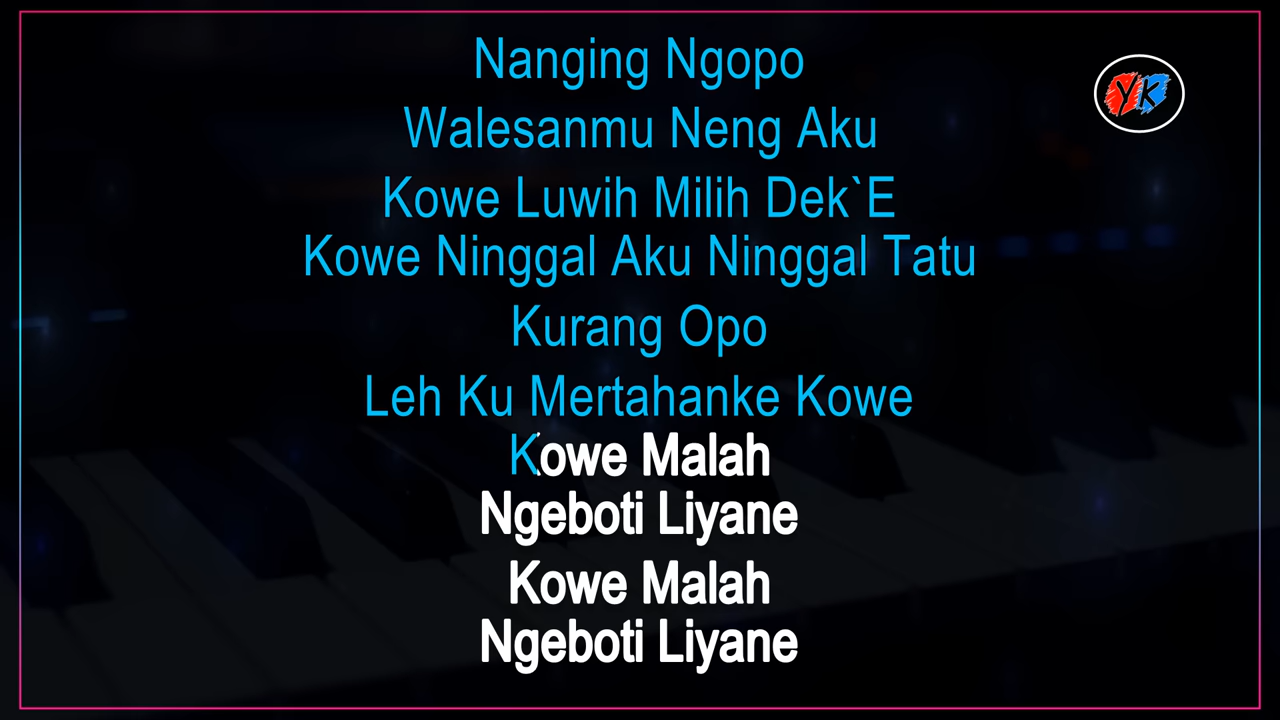 Nanging Ngopo
YK
Walesanmu Neng Aku
Kowe Luwih Milih Dek`E
Kowe Ninggal Aku Ninggal Tatu
Kurang Opo
Leh Ku Mertahanke Kowe
Kowe Malah
Ngeboti Liyane
Kowe Malah
Ngeboti Liyane